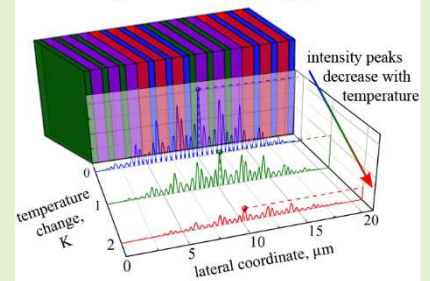 intensity peaks
decrease with
temperature
0
1
2
temperature
change,
K
0
5
10
15
20
lateral coordinate, μm